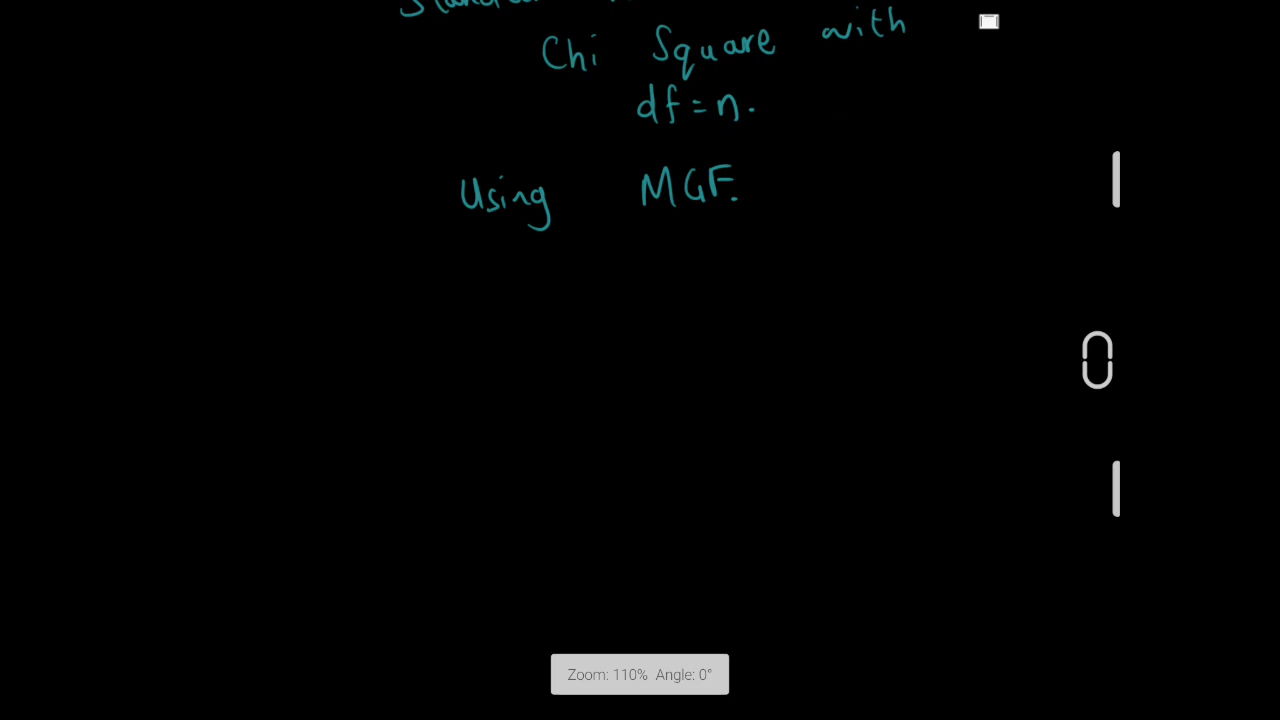 Chi Square with
df = n.
Using MGF.
Zoom: 110% Angle: 0°